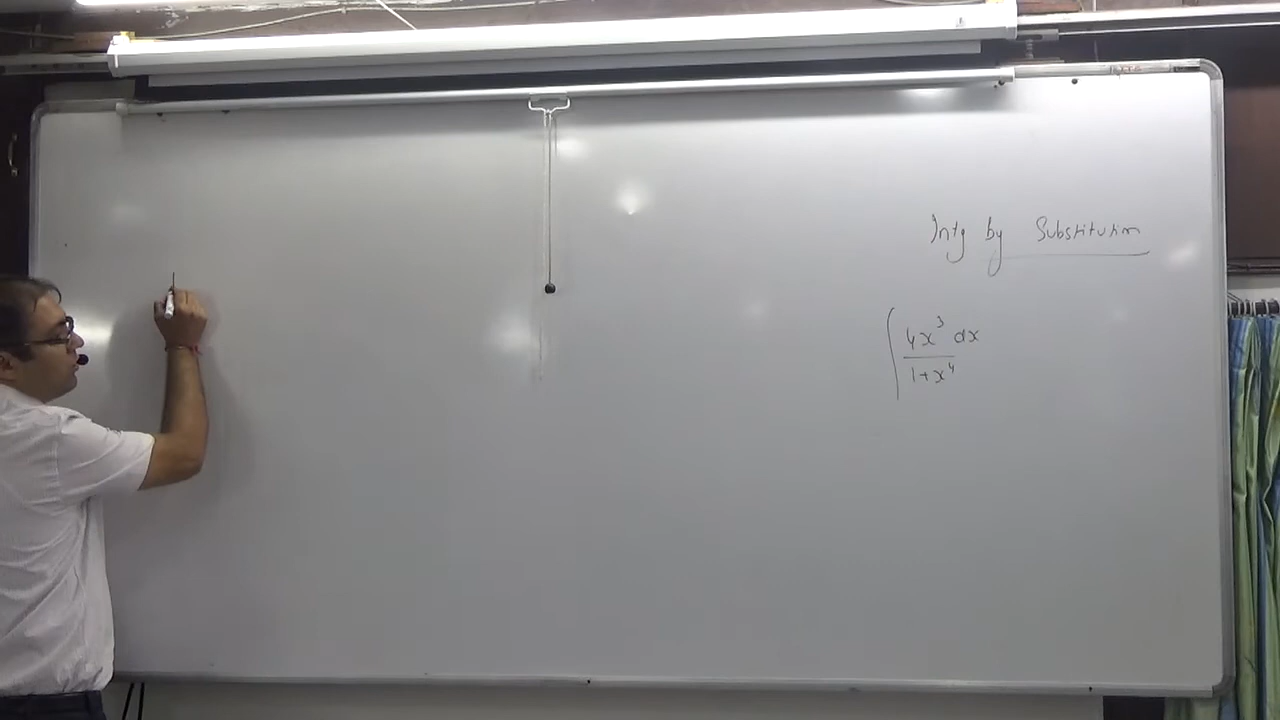 Intg by Substitution
∫ 4x³ dx
1+x⁴